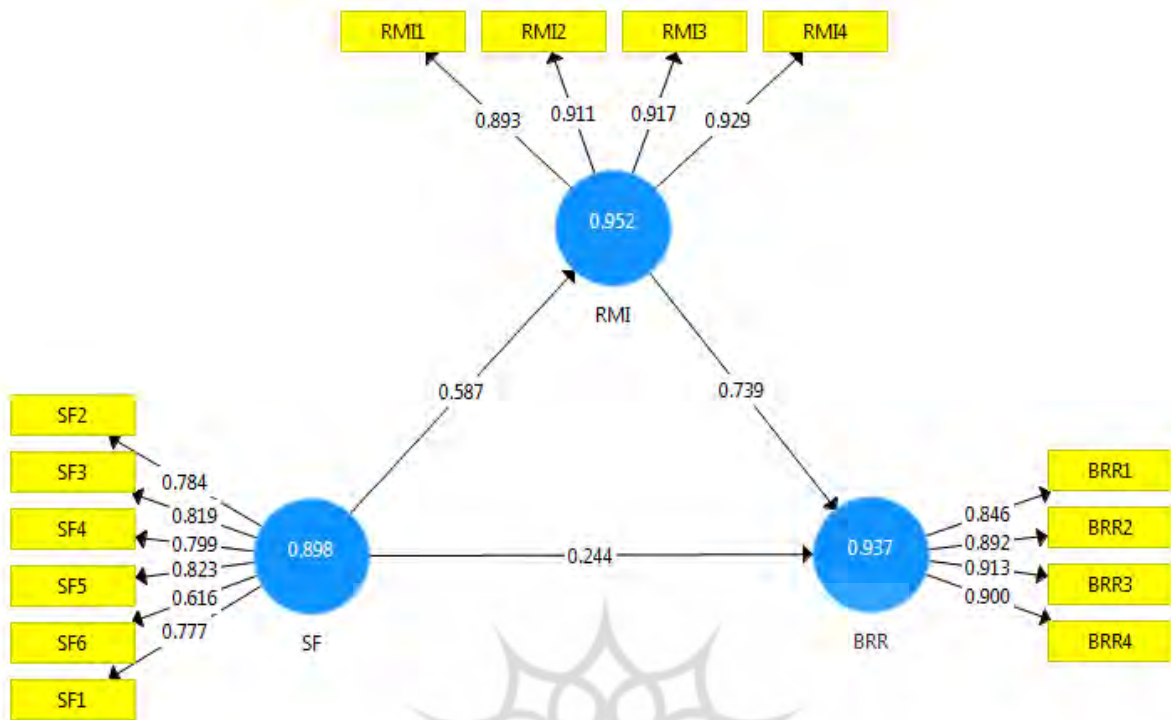 RMI1 RMI2 RMI3 RMI4
0.893 0.911 0.917 0.929
0.952
RMI
0.587
0.739
SF2
SF3
SF4
SF5
SF6
SF1
0.784
0.819
0.799
0.823
0.616
0.777
0.898
SF
0.244
0.937
BRR
0.846
0.892
0.913
0.900
BRR1
BRR2
BRR3
BRR4